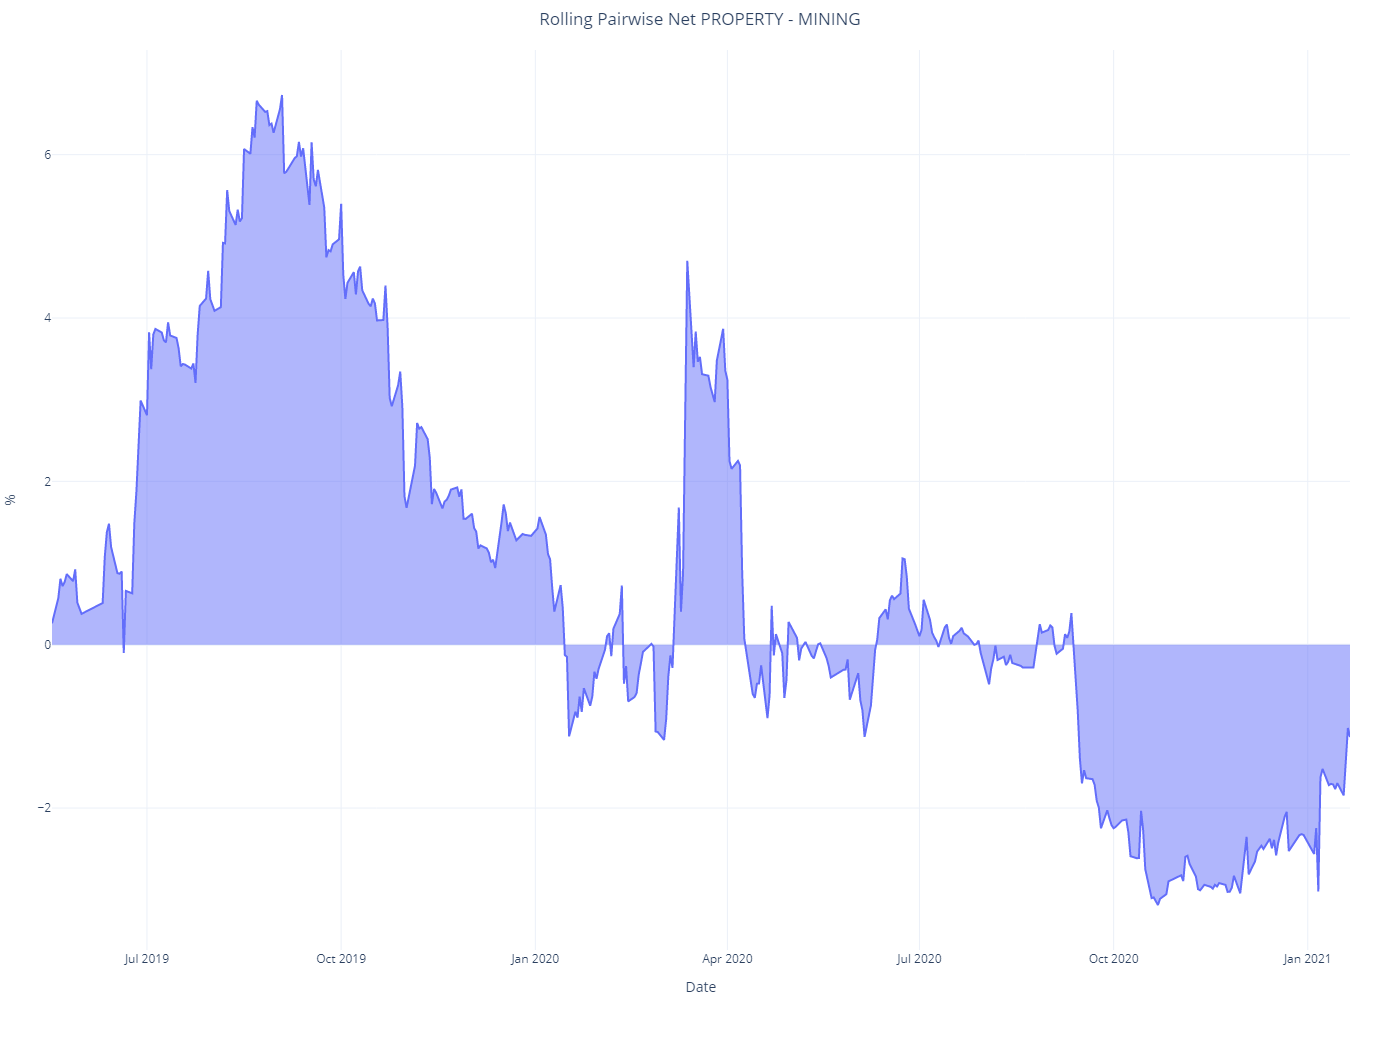 Rolling Pairwise Net PROPERTY - MINING
6
4
2
0
−2
%
Jul 2019
Oct 2019
Jan 2020
Apr 2020
Jul 2020
Oct 2020
Jan 2021
Date